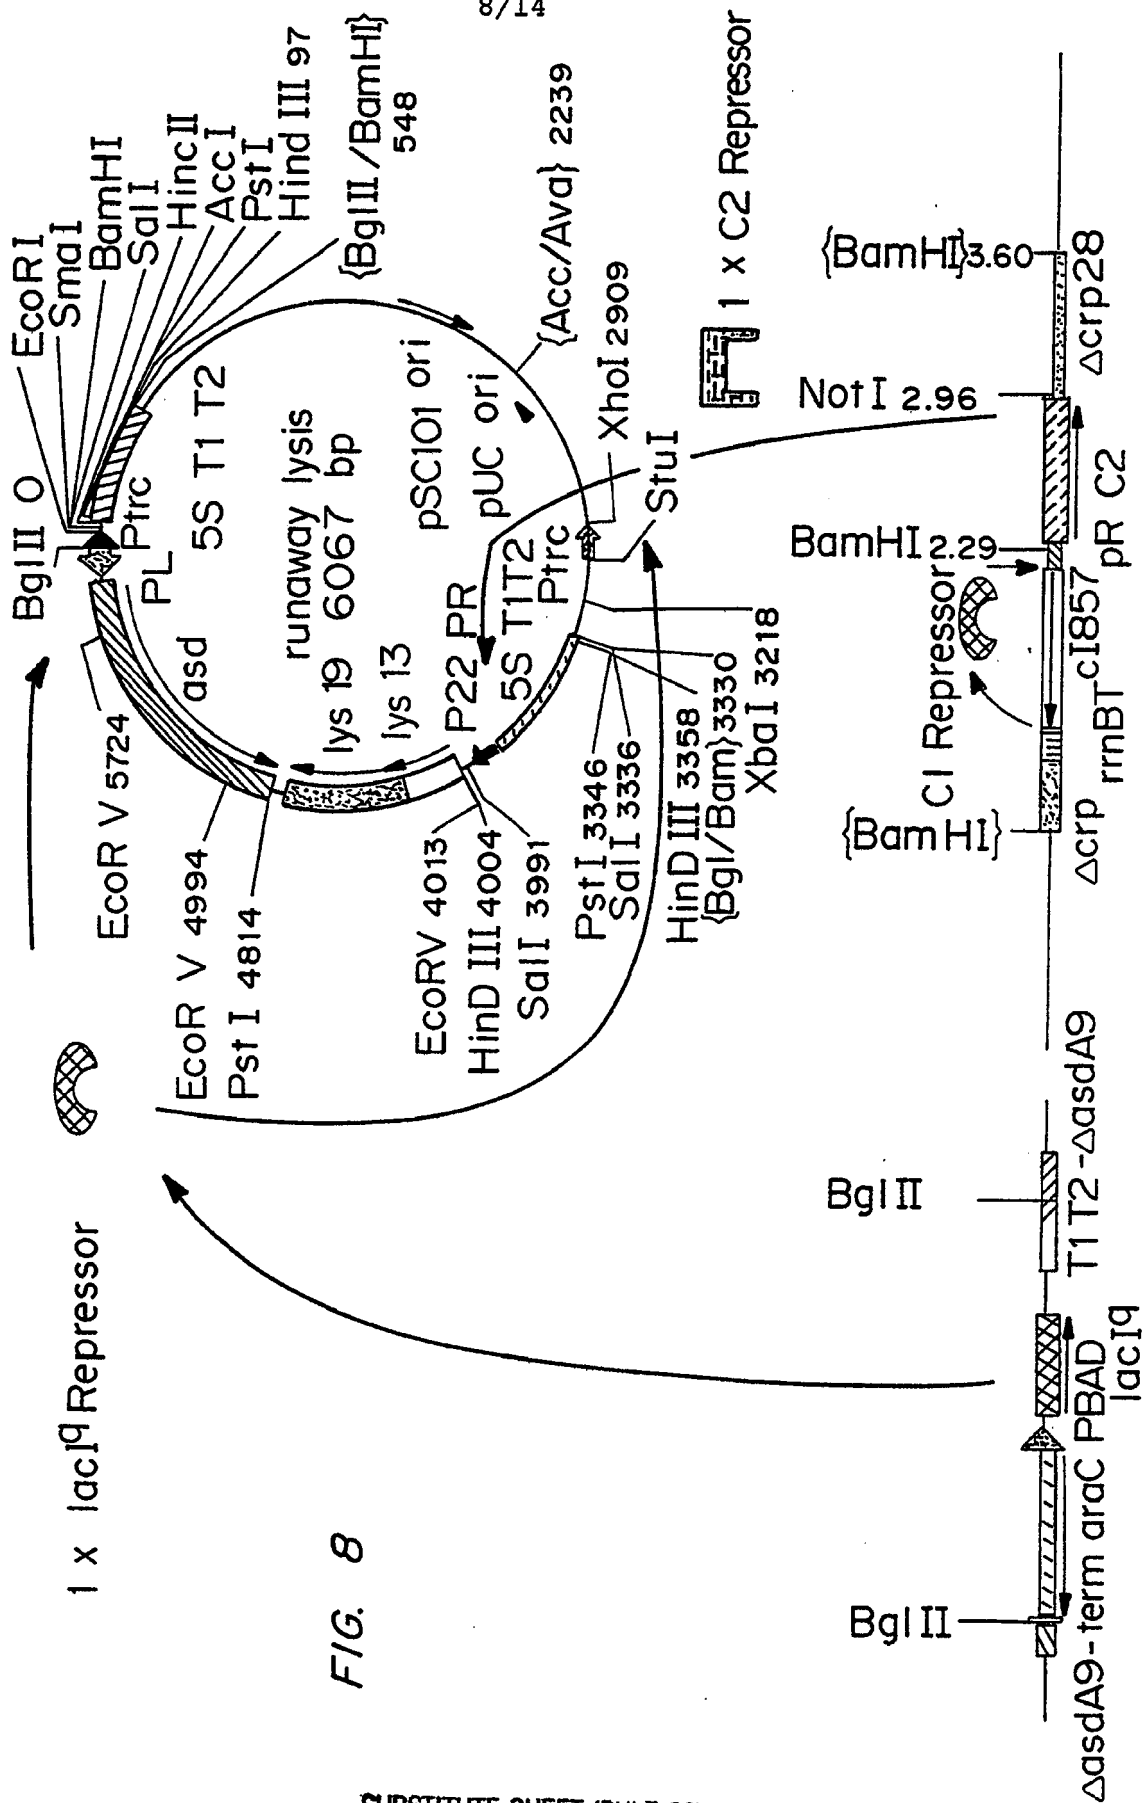 8/14
1 x lacIq Repressor
BglII O
EcoRI
SmaI
BamHI
SalI
HincII
AccI
PstI
Hind III 97
{BglII/BamHI}
548
{Acc/Ava} 2239
XhoI 2909
StuI
XbaI 3218
{Bgl/Bam}3330
HinD III 3358
SalI 3336
PstI 3346
SalI 3991
HinD III 4004
EcoRV 4013
PstI 4814
EcoR V 4994
EcoR V 5724
Ptrc
PL
5S T1 T2
asd
runaway lysis
lys 19 6067 bp
lys 13
pSC101 ori
pUC ori
P22 PR
5S T1T2
Ptrc
1 x C2 Repressor
FIG. 8
BglII
BglII
{BamHI}
CI Repressor
BamHI 2.29
NotI 2.96
{BamHI}3.60
ΔasdA9-term araC PBAD
lacIq
T1 T2 -ΔasdA9
Δcrp
rrnBT
cI857
pR C2
Δcrp28